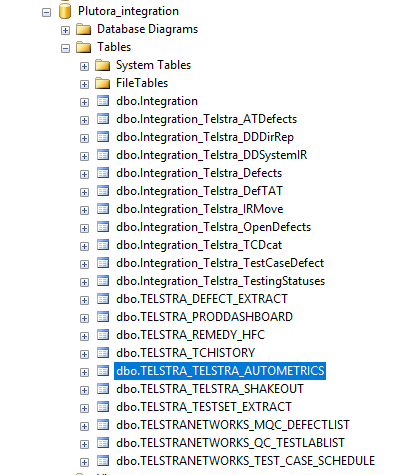 Plutora_integration
Database Diagrams
Tables
System Tables
FileTables
dbo.Integration
dbo.Integration_Telstra_ATDefects
dbo.Integration_Telstra_DDDirRep
dbo.Integration_Telstra_DDSystemIR
dbo.Integration_Telstra_Defects
dbo.Integration_Telstra_DefTAT
dbo.Integration_Telstra_IRMove
dbo.Integration_Telstra_OpenDefects
dbo.Integration_Telstra_TCDcat
dbo.Integration_Telstra_TestCaseDefect
dbo.Integration_Telstra_TestingStatuses
dbo.TELSTRA_DEFECT_EXTRACT
dbo.TELSTRA_PRODDASHBOARD
dbo.TELSTRA_REMEDY_HFC
dbo.TELSTRA_TCHISTORY
dbo.TELSTRA_TELSTRA_AUTOMETRICS
dbo.TELSTRA_TELSTRA_SHAKEOUT
dbo.TELSTRA_TESTSET_EXTRACT
dbo.TELSTRANETWORKS_MQC_DEFECTLIST
dbo.TELSTRANETWORKS_QC_TESTLABLIST
dbo.TELSTRANETWORKS_TEST_CASE_SCHEDULE